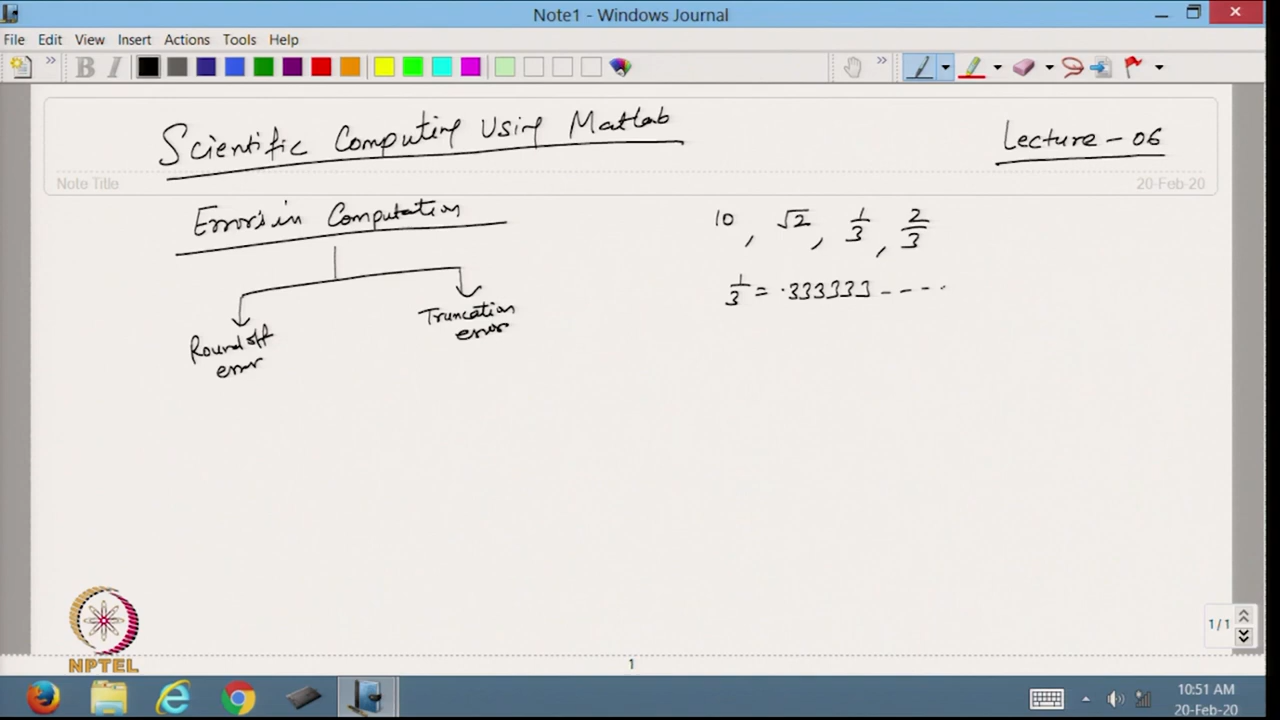 Note1 - Windows Journal
File Edit View Insert Actions Tools Help
Scientific Computing Using Matlab
Lecture - 06
Note Title
20-Feb-20
Errors in Computation
10 , √2 , 1/3 , 2/3
1/3 = .333333 - - - -
Round off
error
Truncation
error
1 / 1
NPTEL
1
10:51 AM
20-Feb-20